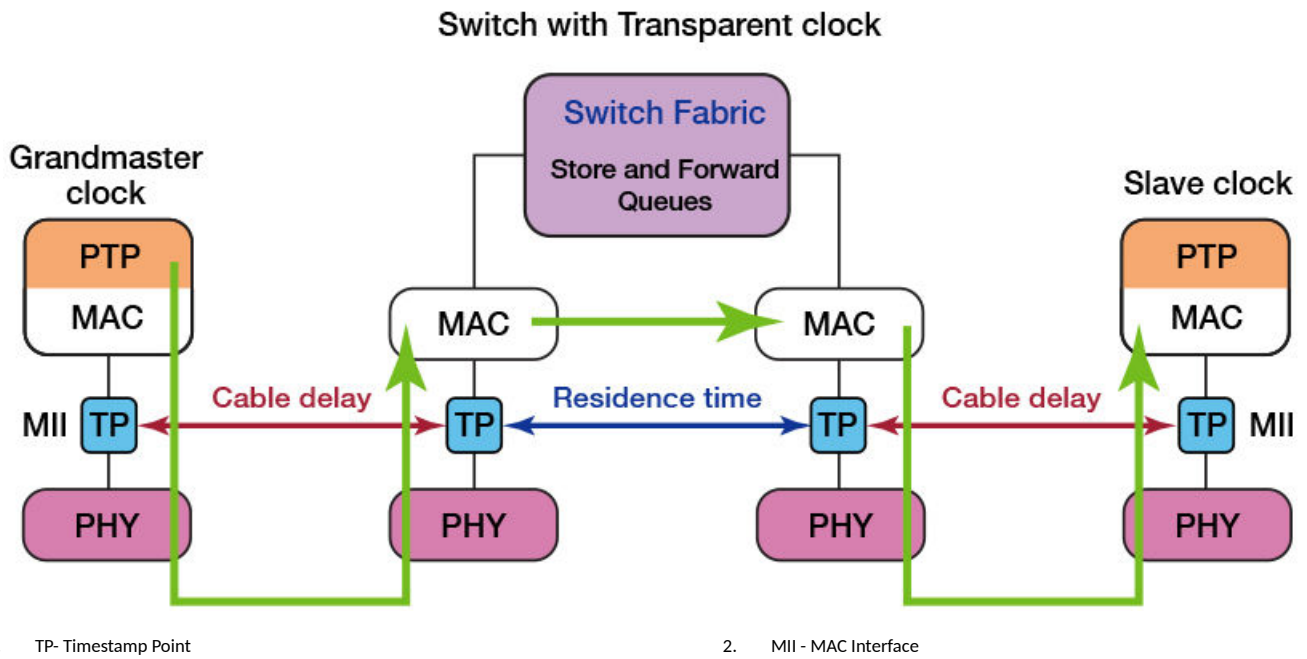 Switch with Transparent clock
Switch Fabric
Store and Forward
Queues
Grandmaster
clock
Slave clock
PTP
PTP
MAC
MAC
MAC
MAC
Cable delay
Residence time
Cable delay
MII
TP
TP
TP
TP
MII
PHY
PHY
PHY
PHY
TP- Timestamp Point
2. MII - MAC Interface